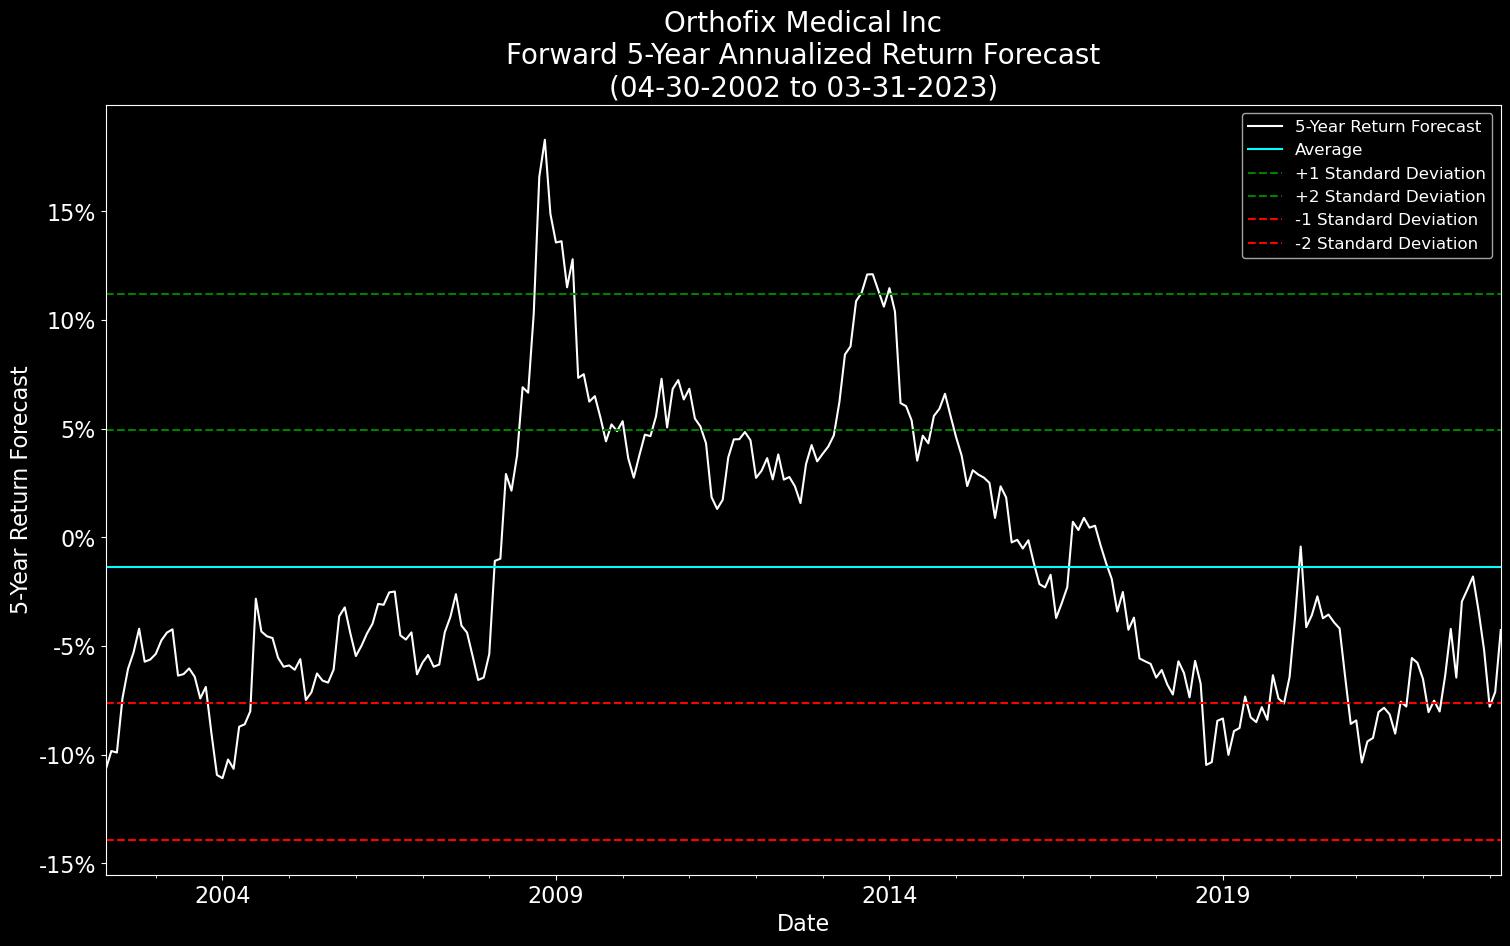 Orthofix Medical Inc
Forward 5-Year Annualized Return Forecast
(04-30-2002 to 03-31-2023)
5-Year Return Forecast
Average
+1 Standard Deviation
+2 Standard Deviation
-1 Standard Deviation
-2 Standard Deviation
15%
10%
5%
0%
-5%
-10%
-15%
5-Year Return Forecast
2004
2009
2014
2019
Date